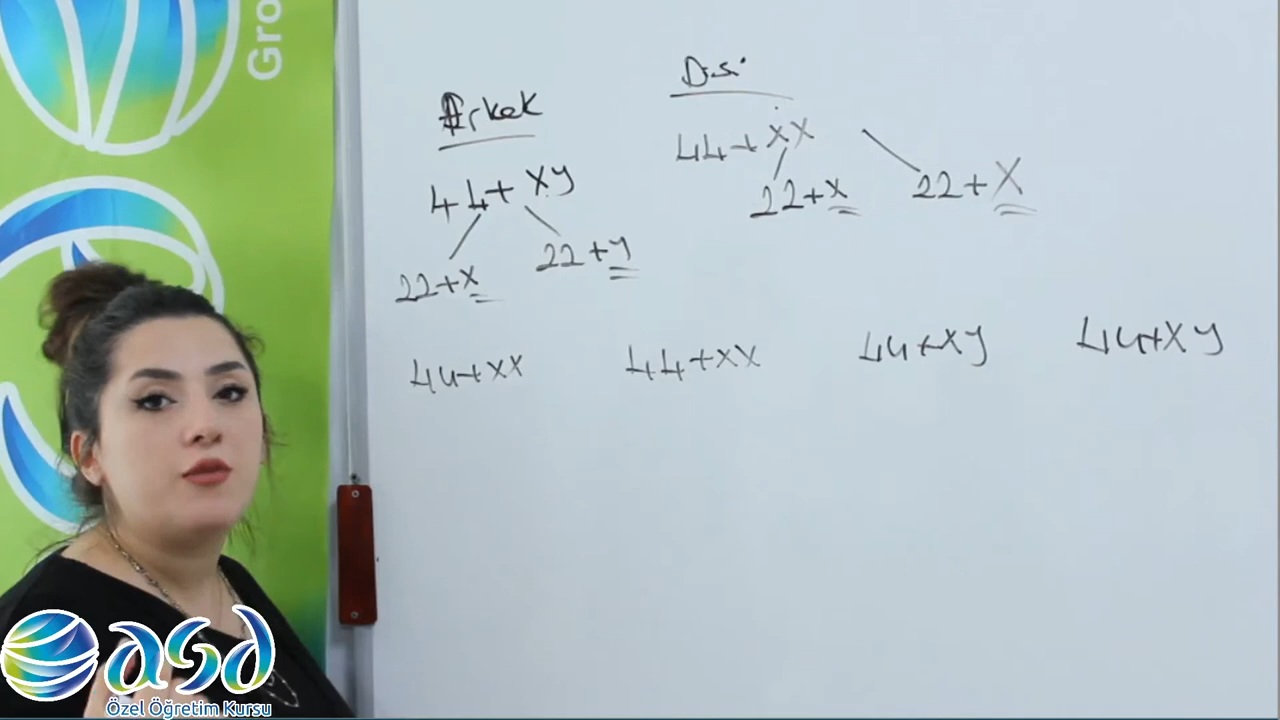 Gro
Erkek
44+xy
22+x
22+y
Dişi
44+xx
22+x
22+X
44+xx
44+xx
44+xy
44+xy
asd
Özel Öğretim Kursu